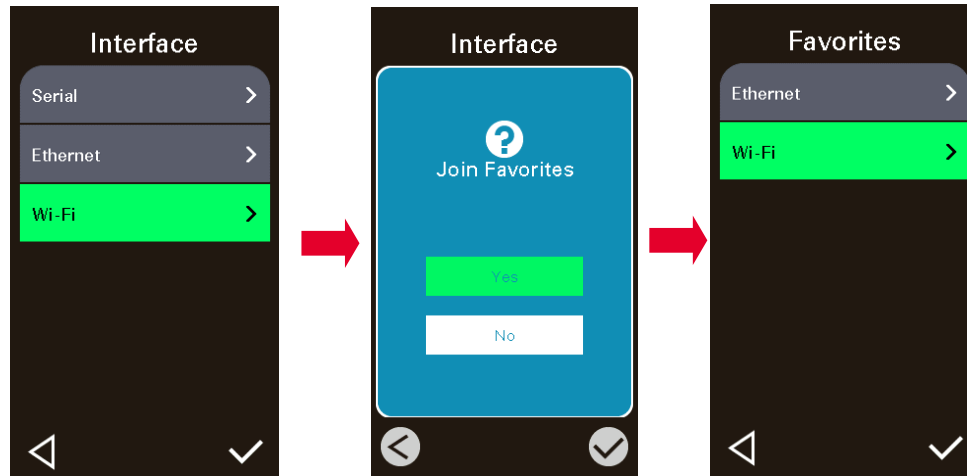 Interface
Serial
Ethernet
Wi-Fi
Interface
?
Join Favorites
Yes
No
Favorites
Ethernet
Wi-Fi